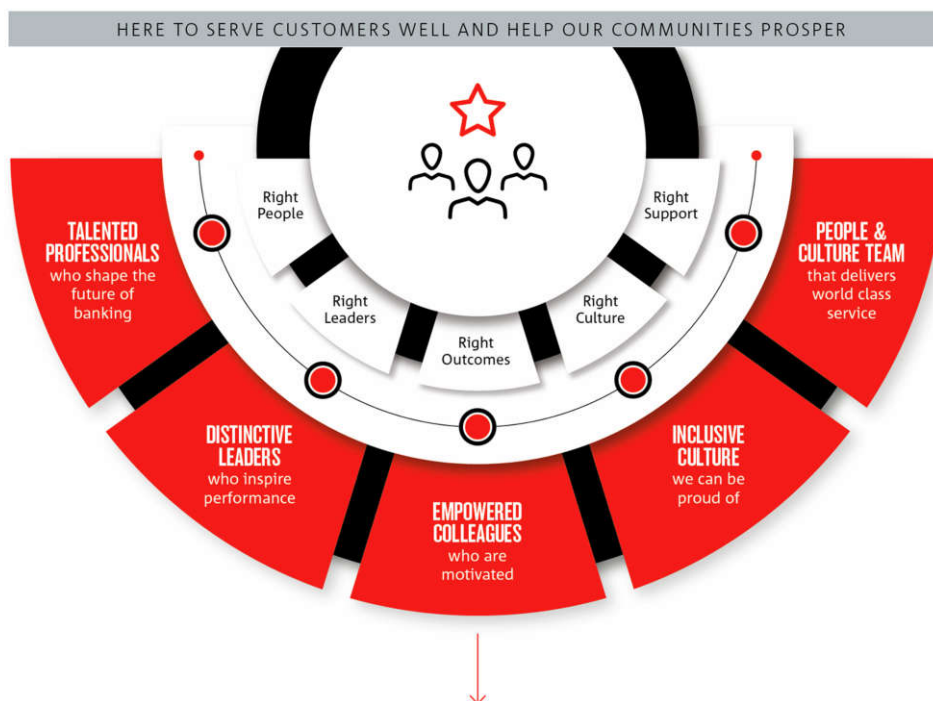 HERE TO SERVE CUSTOMERS WELL AND HELP OUR COMMUNITIES PROSPER
Right
People
Right
Leaders
Right
Outcomes
Right
Culture
Right
Support
TALENTED
PROFESSIONALS
who shape the
future of
banking
DISTINCTIVE
LEADERS
who inspire
performance
EMPOWERED
COLLEAGUES
who are
motivated
INCLUSIVE
CULTURE
we can be
proud of
PEOPLE &
CULTURE TEAM
that delivers
world class
service